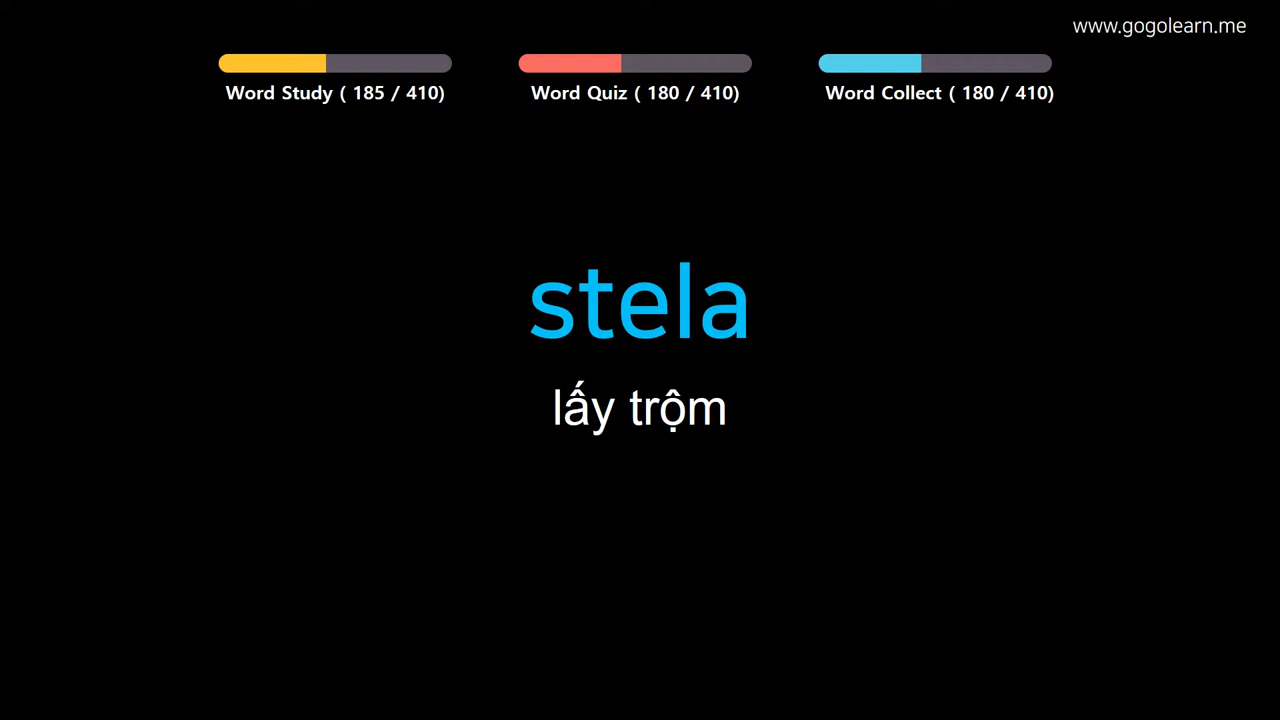 www.gogolearn.me
Word Study ( 185 / 410)
Word Quiz ( 180 / 410)
Word Collect ( 180 / 410)
stela
lấy trộm